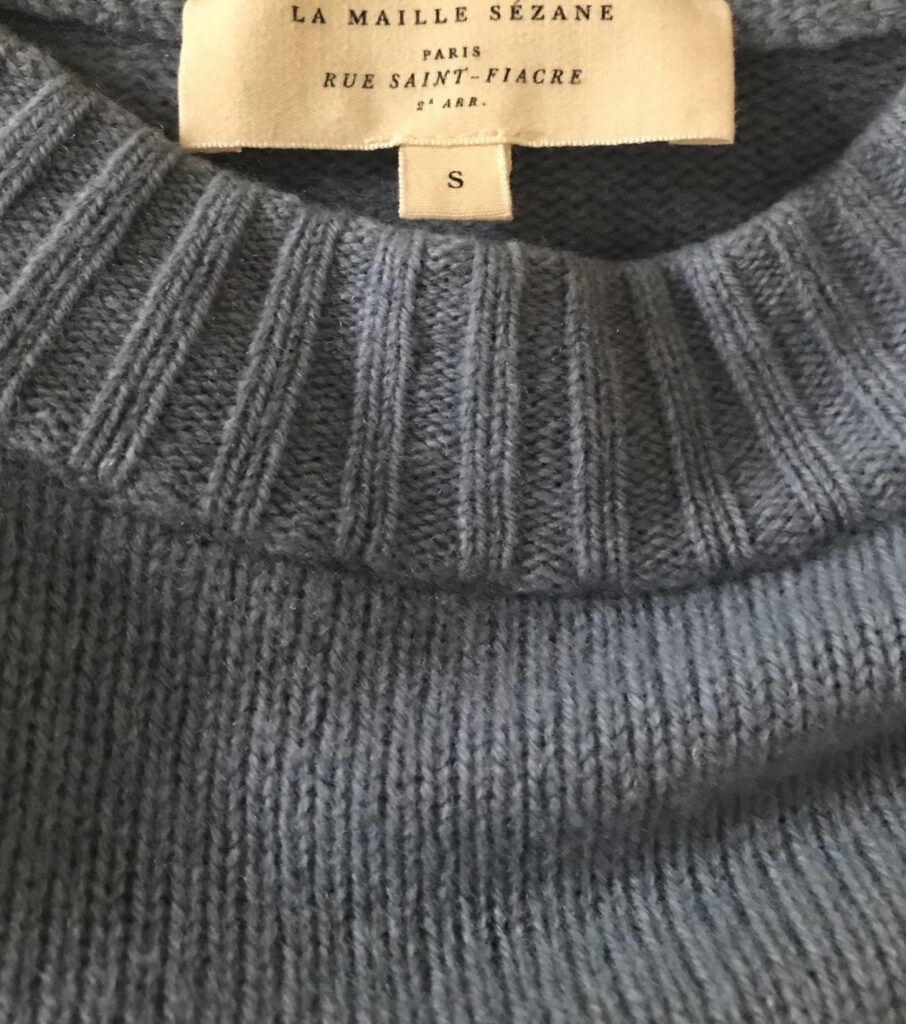 LA MAILLE SÉZANE
PARIS
RUE SAINT-FIACRE
2ᵉ ARR.
S